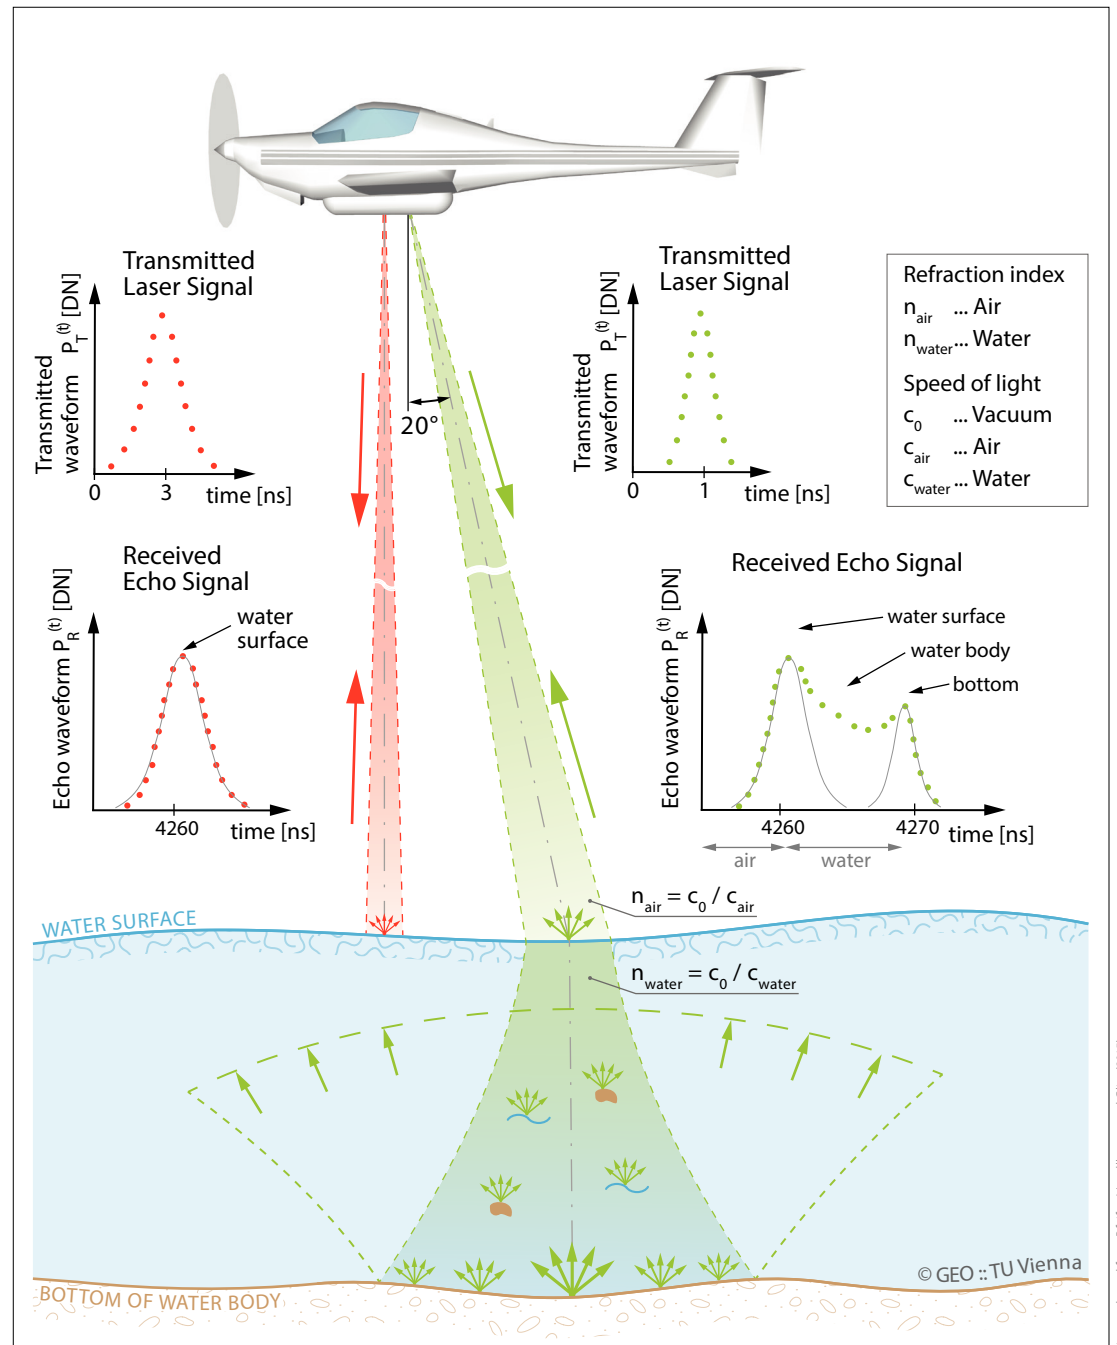 Transmitted
Laser Signal
Transmitted
waveform P_T^(t) [DN]
0
3
time [ns]
20°
Transmitted
Laser Signal
Transmitted
waveform P_T^(t) [DN]
0
1
time [ns]
Refraction index
n_air ... Air
n_water ... Water
Speed of light
c_0 ... Vacuum
c_air ... Air
c_water ... Water
Received
Echo Signal
Echo waveform P_R^(t) [DN]
water
surface
4260
time [ns]
Received Echo Signal
Echo waveform P_R^(t) [DN]
water surface
water body
bottom
4260
4270
time [ns]
air
water
WATER SURFACE
n_air = c_0 / c_air
n_water = c_0 / c_water
© GEO :: TU Vienna
BOTTOM OF WATER BODY